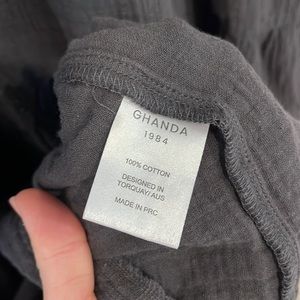 GHANDA
1984
100% COTTON
DESIGNED IN
TORQUAY/AUS
MADE IN PRC